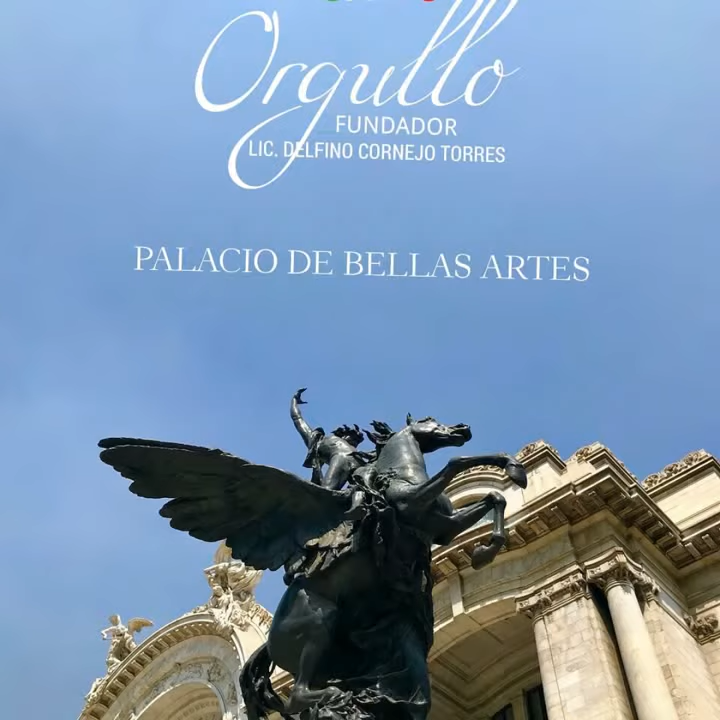 Orgullo
FUNDADOR
LIC. DELFINO CORNEJO TORRES
PALACIO DE BELLAS ARTES